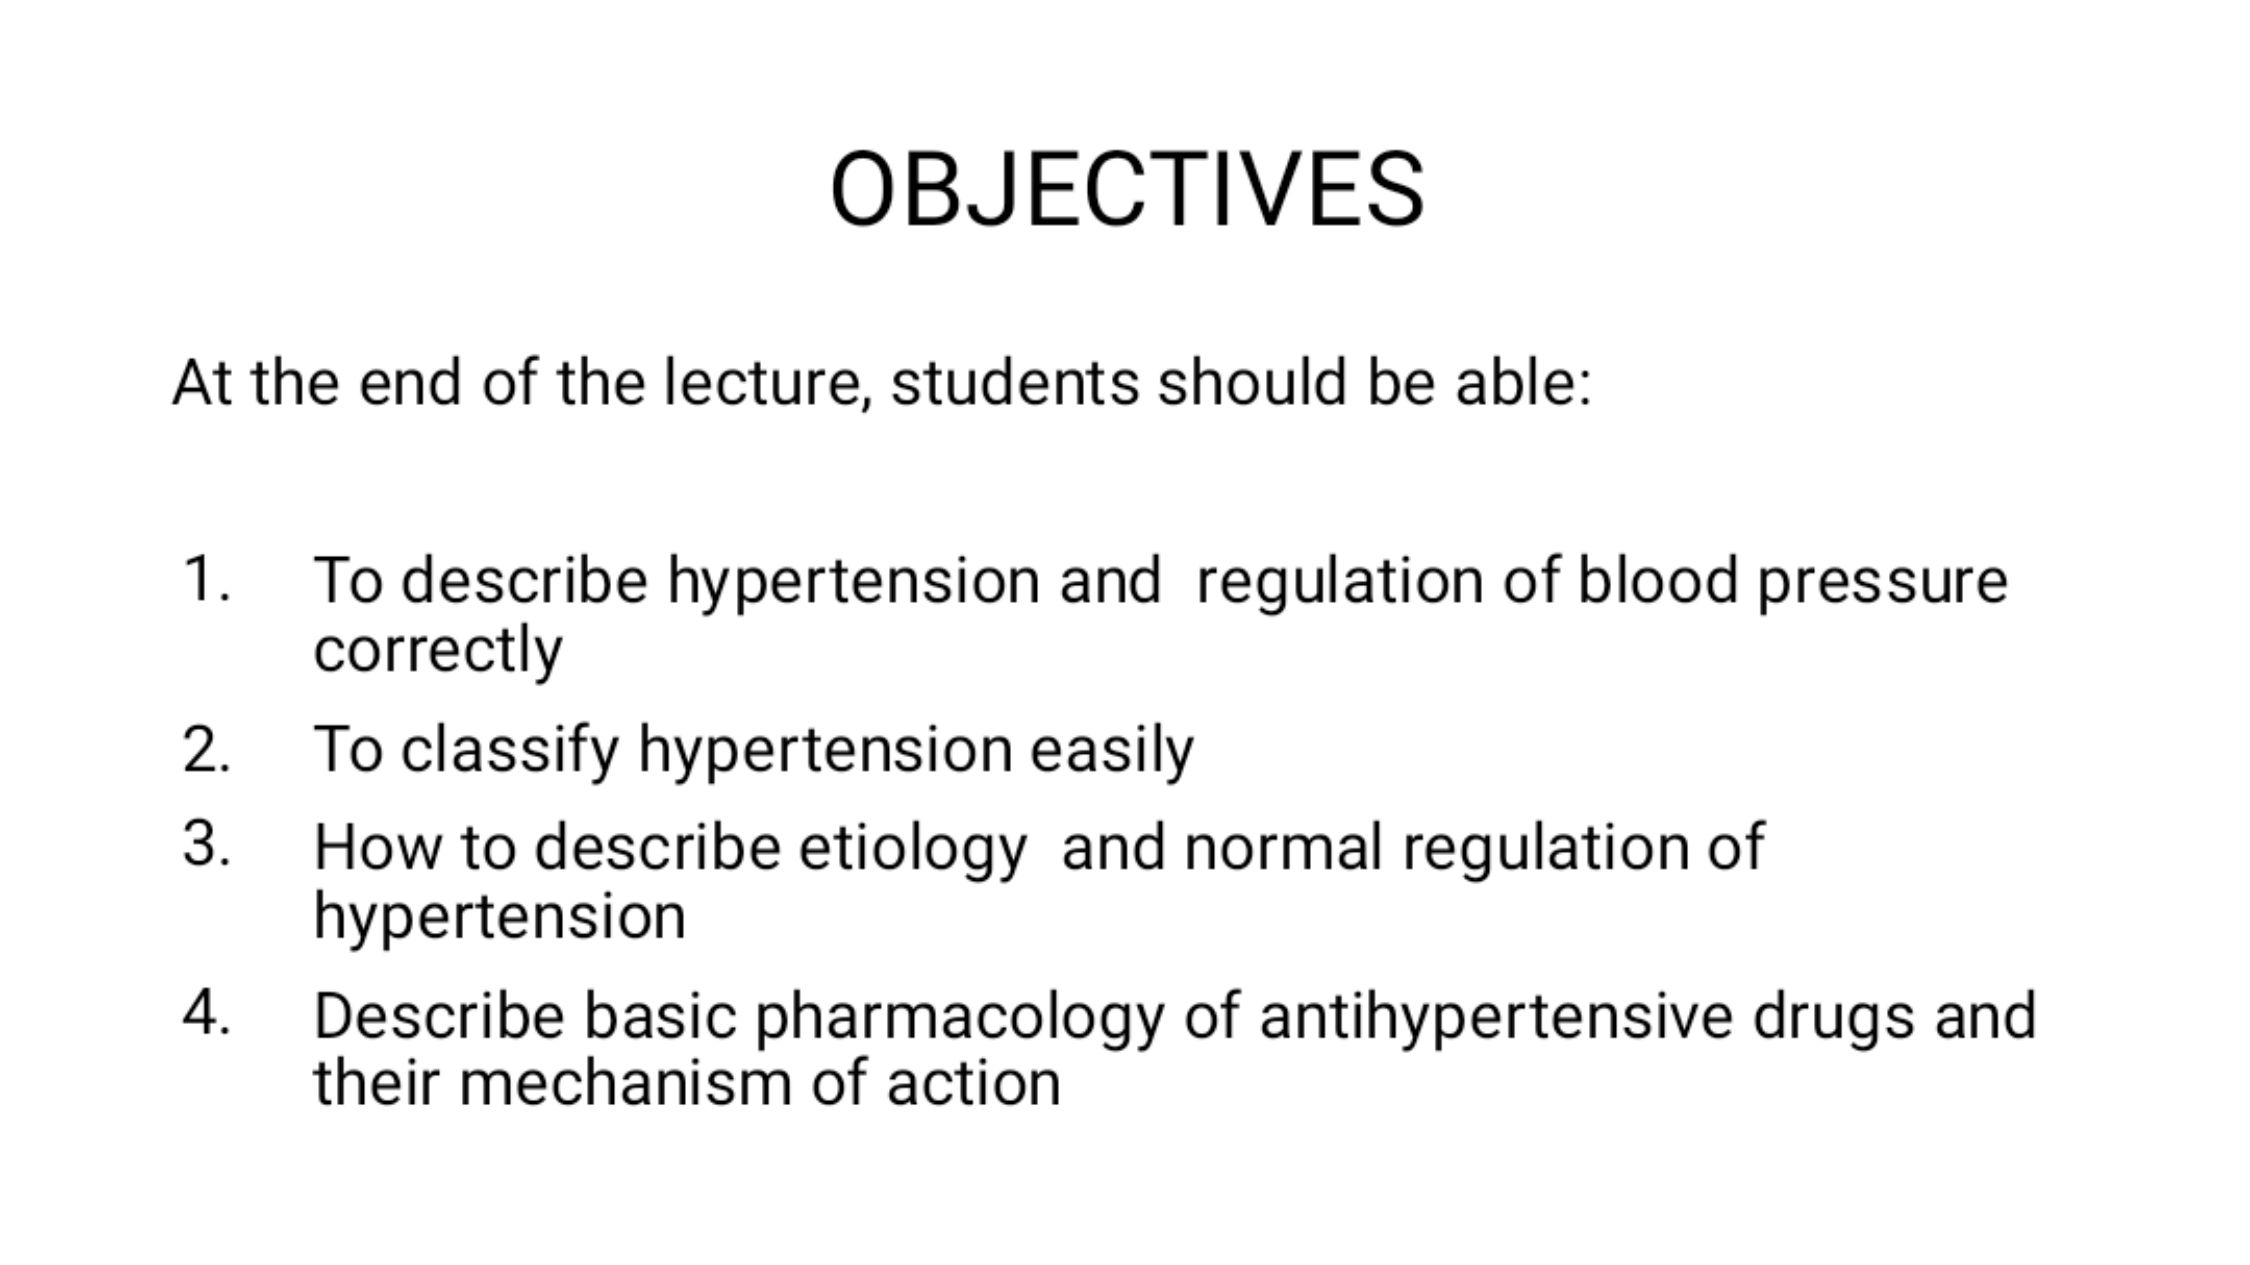 OBJECTIVES
At the end of the lecture, students should be able:
1. To describe hypertension and  regulation of blood pressure
correctly
2. To classify hypertension easily
3. How to describe etiology  and normal regulation of
hypertension
4. Describe basic pharmacology of antihypertensive drugs and
their mechanism of action